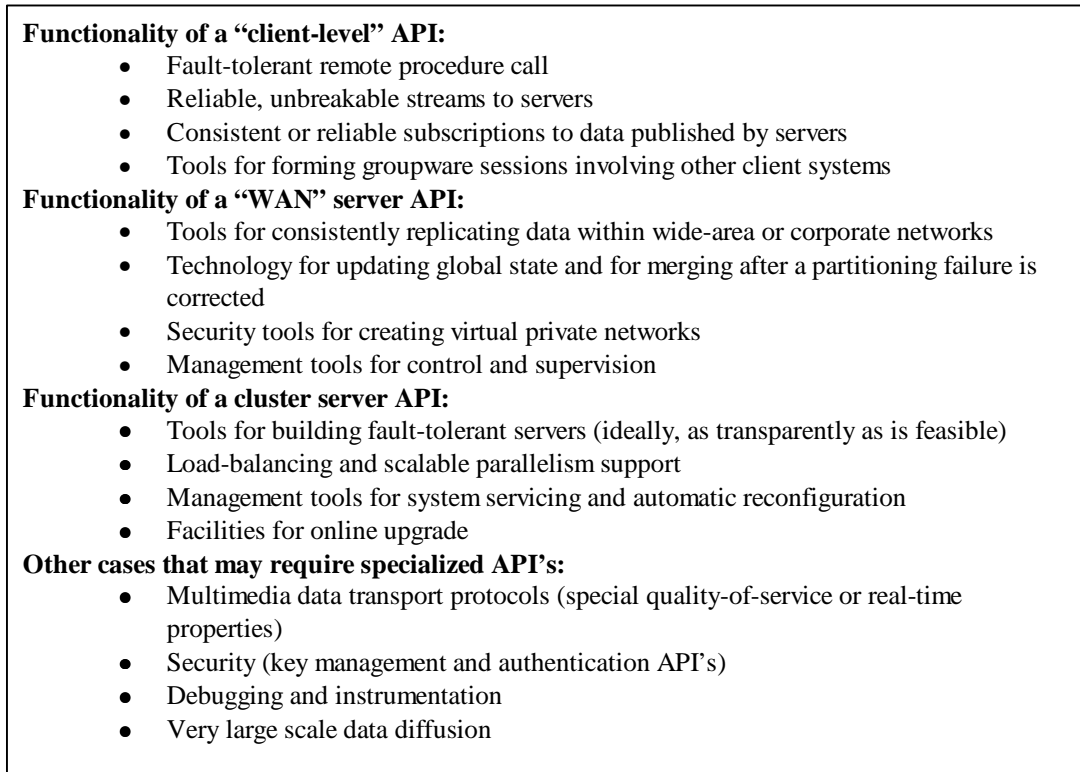 Functionality of a “client-level” API:
• Fault-tolerant remote procedure call
• Reliable, unbreakable streams to servers
• Consistent or reliable subscriptions to data published by servers
• Tools for forming groupware sessions involving other client systems
Functionality of a “WAN” server API:
• Tools for consistently replicating data within wide-area or corporate networks
• Technology for updating global state and for merging after a partitioning failure is
corrected
• Security tools for creating virtual private networks
• Management tools for control and supervision
Functionality of a cluster server API:
• Tools for building fault-tolerant servers (ideally, as transparently as is feasible)
• Load-balancing and scalable parallelism support
• Management tools for system servicing and automatic reconfiguration
• Facilities for online upgrade
Other cases that may require specialized API’s:
• Multimedia data transport protocols (special quality-of-service or real-time
properties)
• Security (key management and authentication API’s)
• Debugging and instrumentation
• Very large scale data diffusion